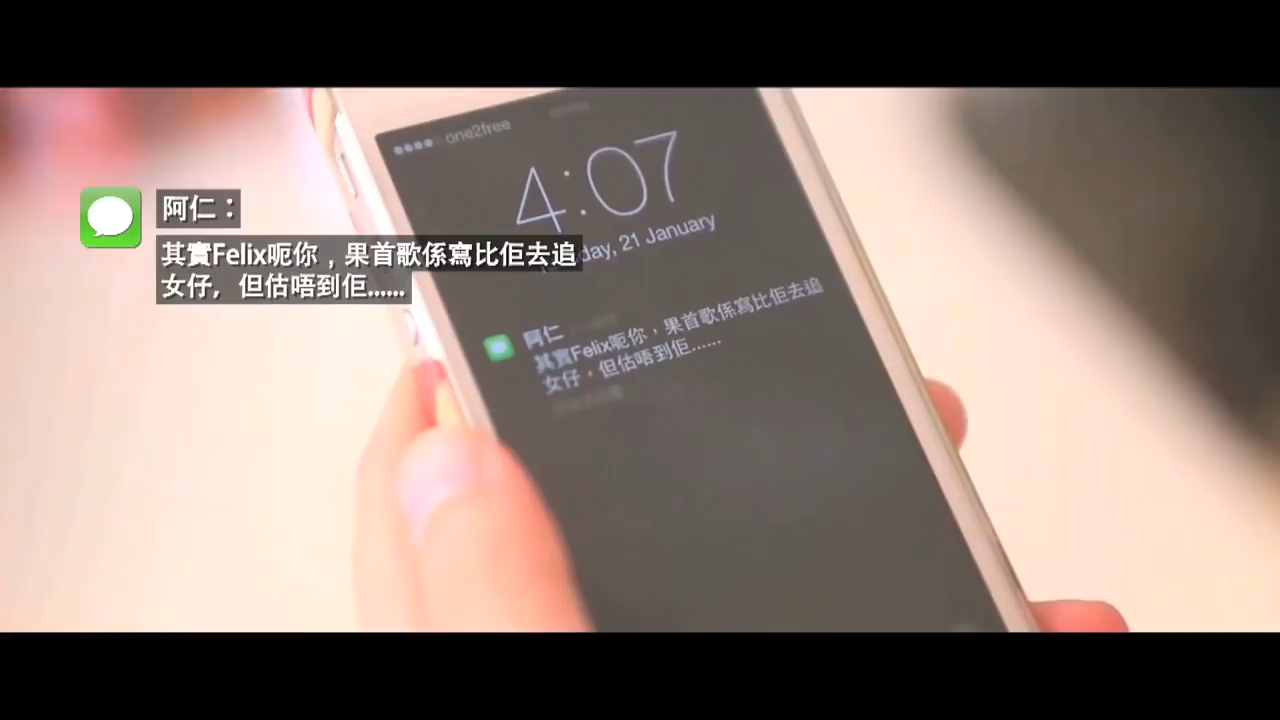 one2free
4:07
day, 21 January
阿仁：
其實Felix呃你，果首歌係寫比佢去追
女仔，但估唔到佢......
阿仁
其實Felix呃你，果首歌係寫比佢去追
女仔，但估唔到佢......